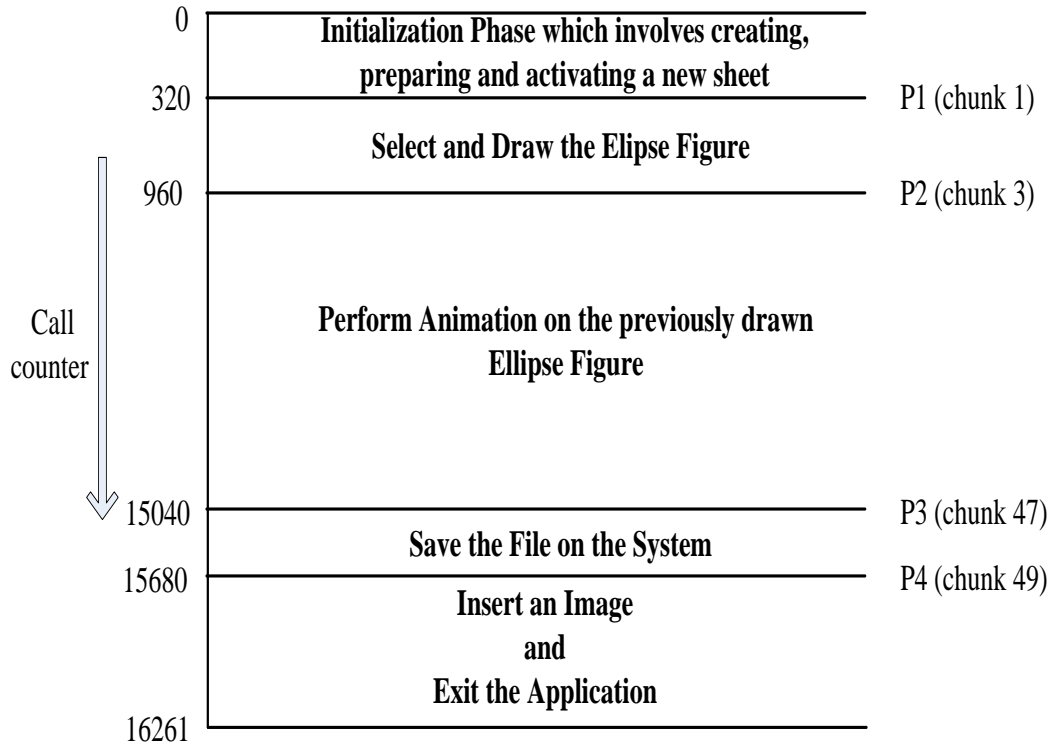 0
Initialization Phase which involves creating,
preparing and activating a new sheet
320
P1 (chunk 1)
Select and Draw the Elipse Figure
960
P2 (chunk 3)
Perform Animation on the previously drawn
Ellipse Figure
Call
counter
15040
P3 (chunk 47)
Save the File on the System
15680
P4 (chunk 49)
Insert an Image
and
Exit the Application
16261